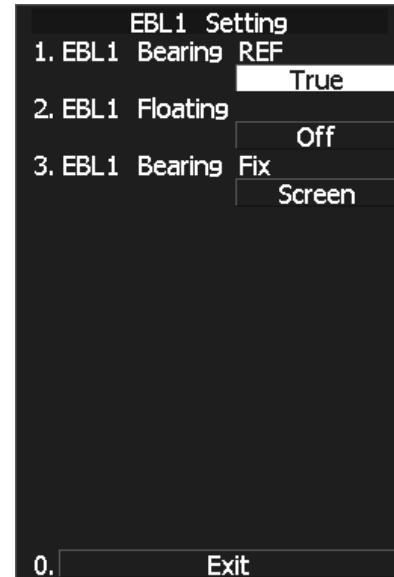 EBL1 Setting
1. EBL1 Bearing REF
True
2. EBL1 Floating
Off
3. EBL1 Bearing Fix
Screen
0. Exit